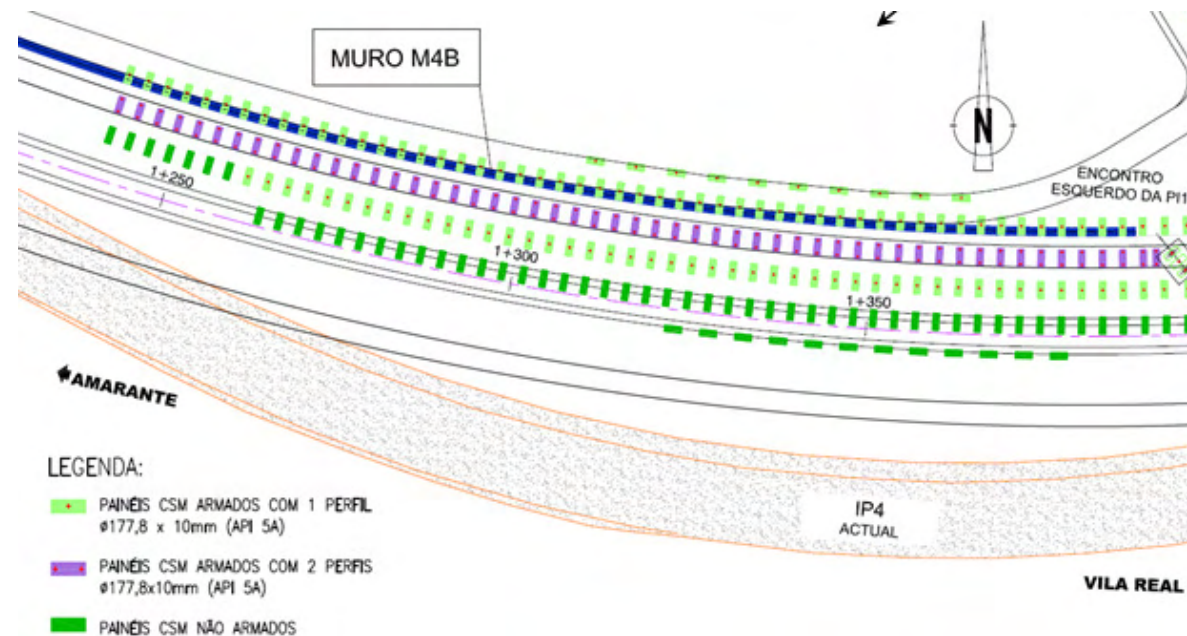 MURO M4B
N
ENCONTRO
ESQUERDO DA PI1
1+250
1+300
1+350
AMARANTE
IP4
ACTUAL
VILA REAL
LEGENDA:
PAINÉIS CSM ARMADOS COM 1 PERFIL
ø177,8 x 10mm (API 5A)
PAINÉIS CSM ARMADOS COM 2 PERFIS
ø177,8x10mm (API 5A)
PAINÉIS CSM NÃO ARMADOS